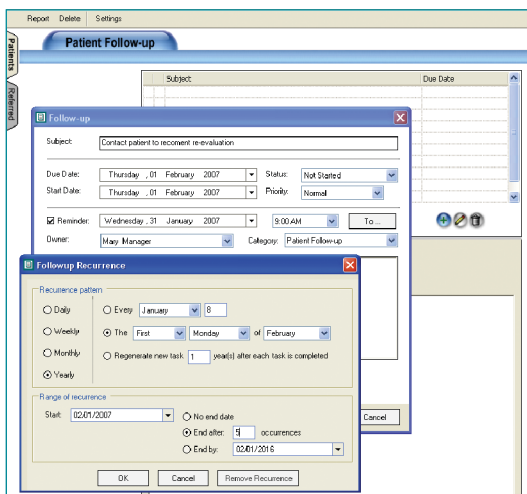 Report Delete Settings
Patient Follow-up
Patients
Referred
Subject Due Date
Follow-up
Subject: Contact patient to recoment re-evaluation
Due Date: Thursday , 01 February 2007 Status: Not Started
Start Date: Thursday , 01 February 2007 Priority: Normal
Reminder: Wednesday , 31 January 2007 9:00 AM To ...
Owner: Mary Manager Category: Patient Follow-up
Followup Recurrence
Recurrence pattern
Daily Every January 8
Weekly The First Monday of February
Monthly Regenerate new task 1 year(s) after each task is completed
Yearly
Range of recurrence
Start: 02/01/2007 No end date
End after: 5 occurrences
End by: 02/01/2016
Cancel
OK Cancel Remove Recurrence